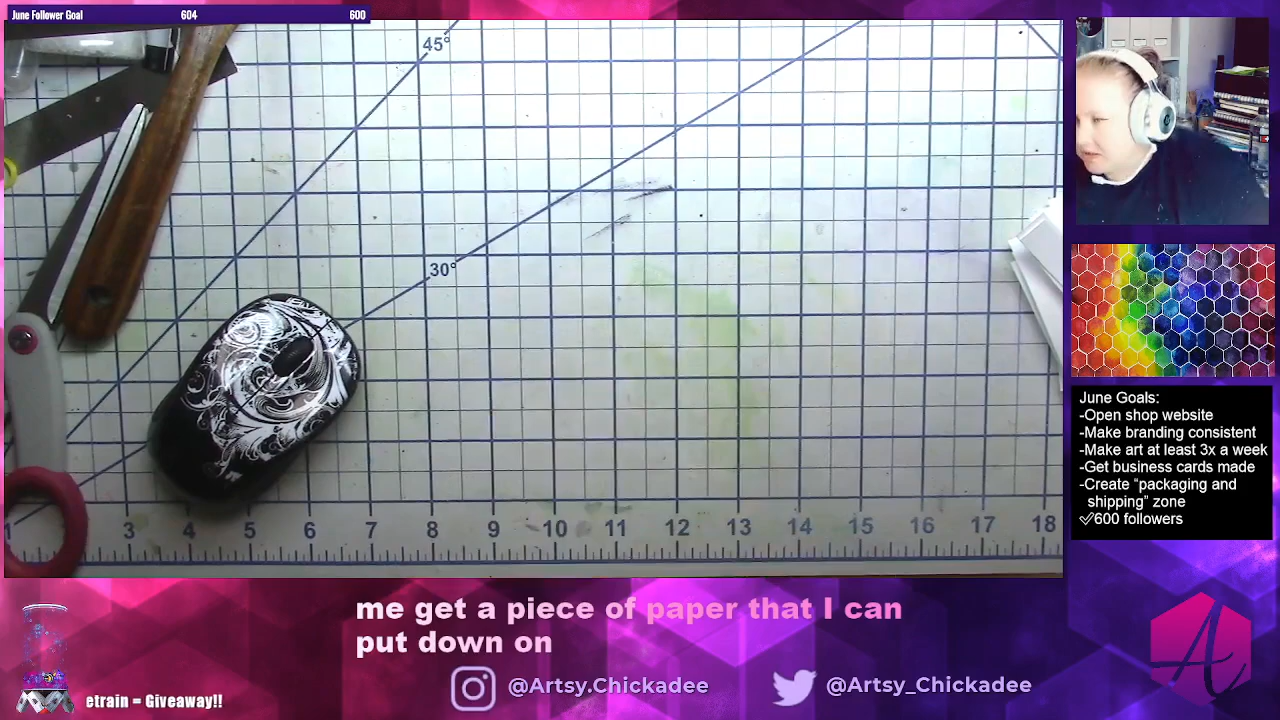 June Follower Goal 604 600
45°
30°
1 3 4 5 6 7 8 9 10 11 12 13 14 15 16 17 18
June Goals:
-Open shop website
-Make branding consistent
-Make art at least 3x a week
-Get business cards made
-Create “packaging and
shipping” zone
✓600 followers
me get a piece of paper that I can
put down on
@Artsy.Chickadee
@Artsy_Chickadee
A
etrain = Giveaway!!